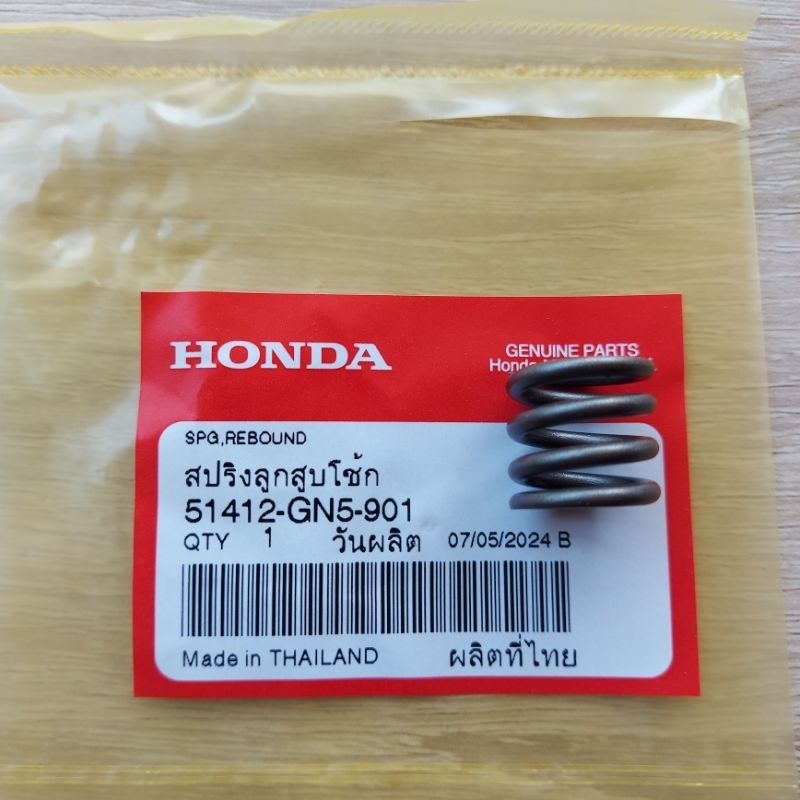 HONDA
GENUINE PARTS
Honda
SPG,REBOUND
สปริงลูกสูบโช้ก
51412-GN5-901
QTY 1 วันผลิต 07/05/2024 B
Made in THAILAND ผลิตที่ไทย